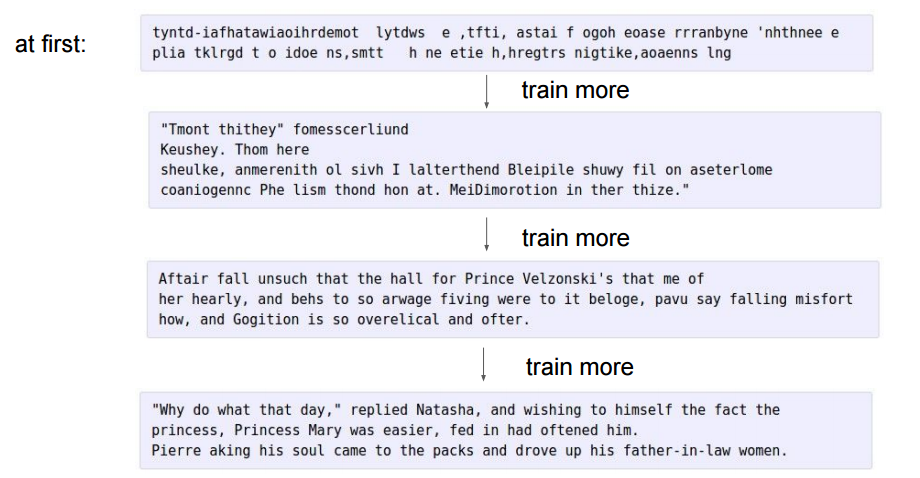 at first:
tyntd-iafhatawiaoihrdemot  lytdws  e ,tfti, astai f ogoh eoase rrranbyne 'nhthnee e
plia tklrgd t o idoe ns,smtt   h ne etie h,hregtrs nigtike,aoaenns lng
train more
"Tmont thithey" fomesscerliund
Keushey. Thom here
sheulke, anmerenith ol sivh I lalterthend Bleipile shuwy fil on aseterlome
coaniogennc Phe lism thond hon at. MeiDimorotion in ther thize."
train more
Aftair fall unsuch that the hall for Prince Velzonski's that me of
her hearly, and behs to so arwage fiving were to it beloge, pavu say falling misfort
how, and Gogition is so overelical and ofter.
train more
"Why do what that day," replied Natasha, and wishing to himself the fact the
princess, Princess Mary was easier, fed in had oftened him.
Pierre aking his soul came to the packs and drove up his father-in-law women.